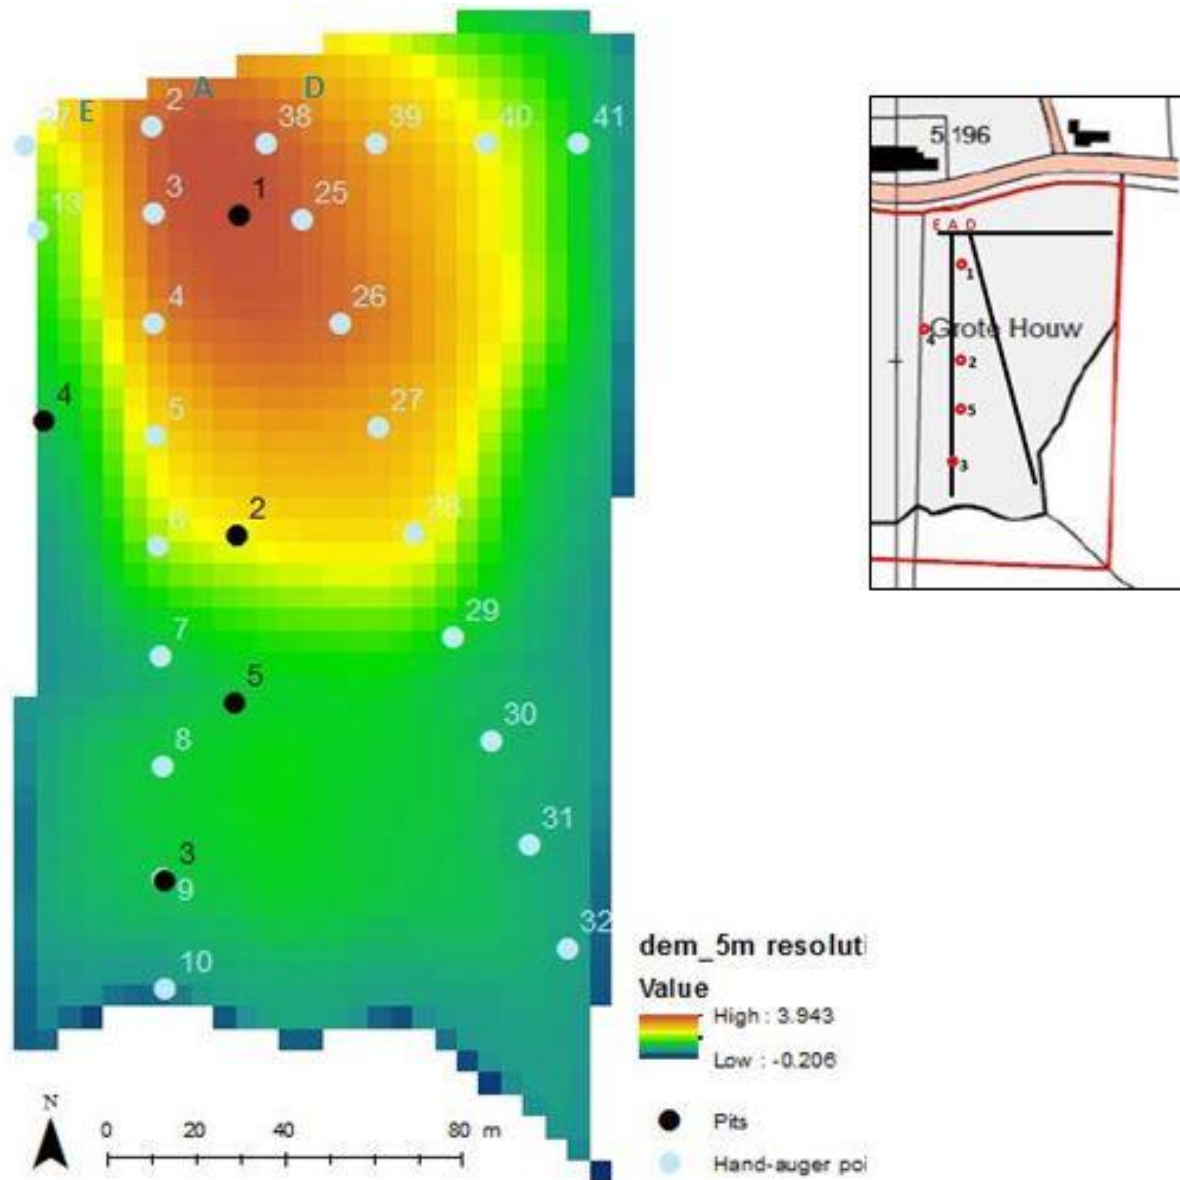 A D
E
37 2 38 39 40 41
13 3 1 25
4 26
4 5 27
6 2 28
7 29
5
8 30
31
3
9
10 32
5 196
E A D
1
4 Grote Houw
2
5
3
dem_5m resoluti
Value
High : 3.943
Low : -0.206
Pits
Hand-auger poi
N
0 20 40 80 m